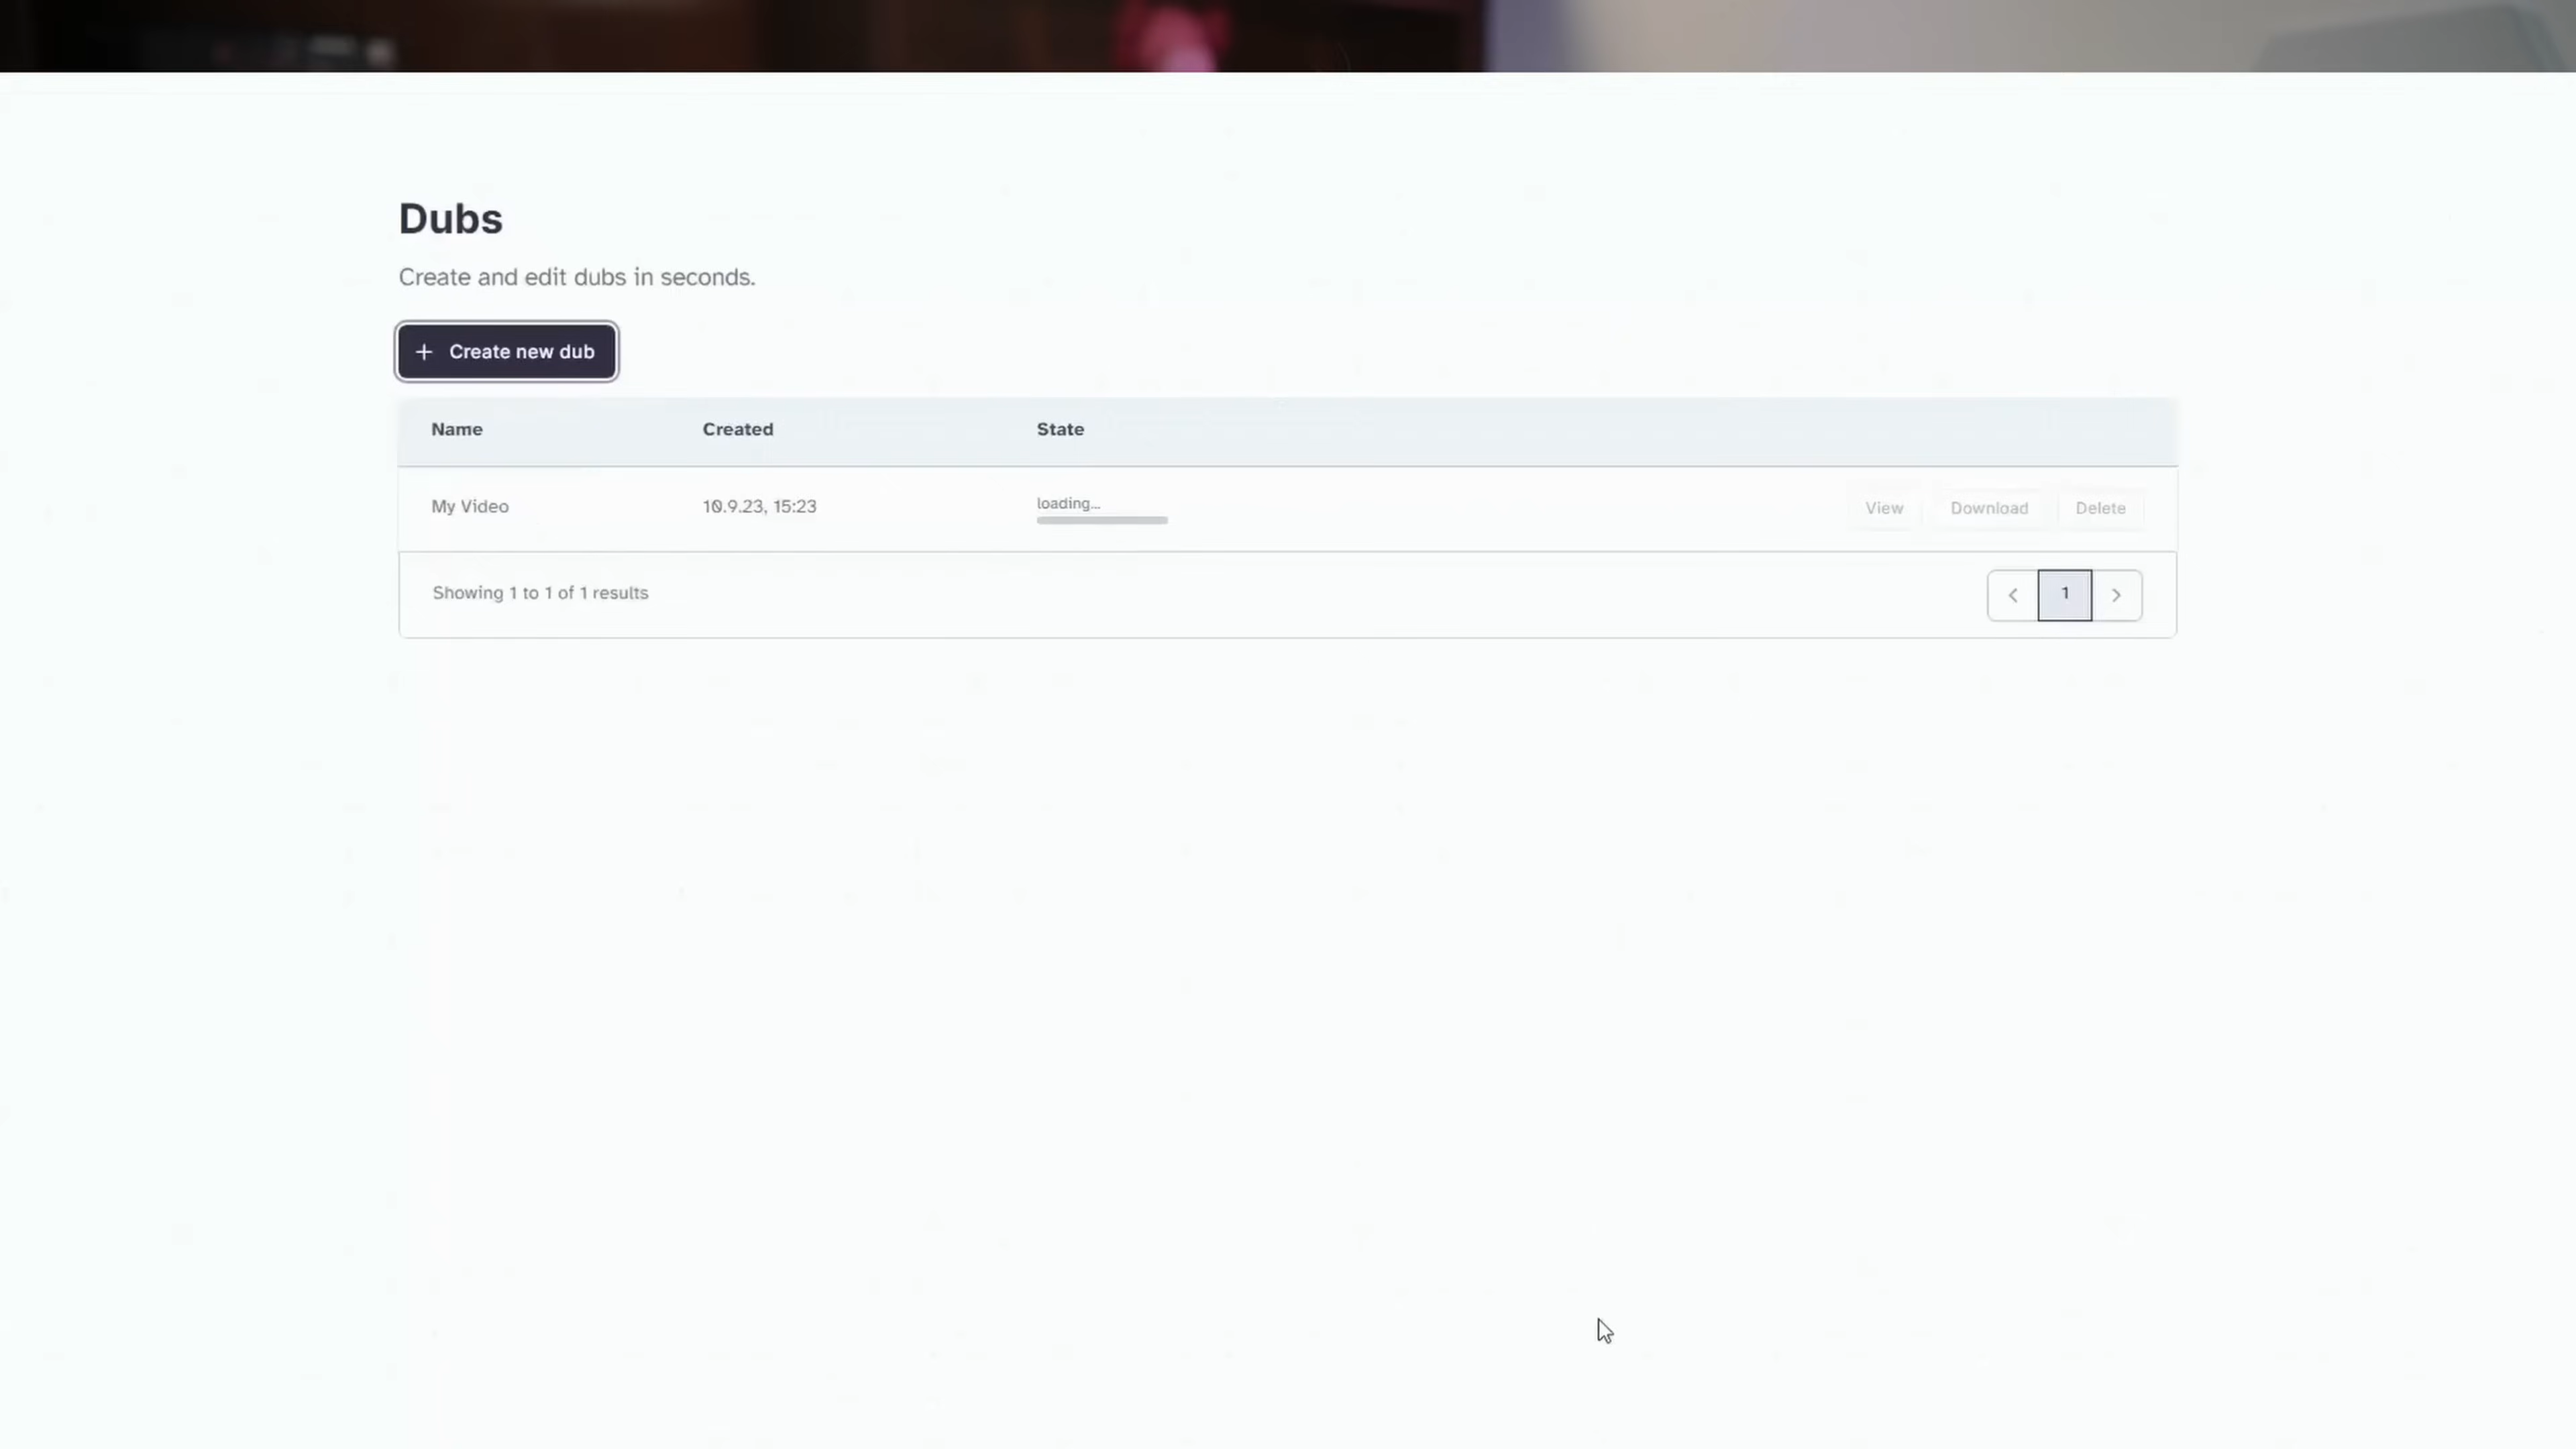 Dubs
Create and edit dubs in seconds.
+ Create new dub
Name Created State
My Video 10.9.23, 15:23 loading... View Download Delete
Showing 1 to 1 of 1 results < 1 >